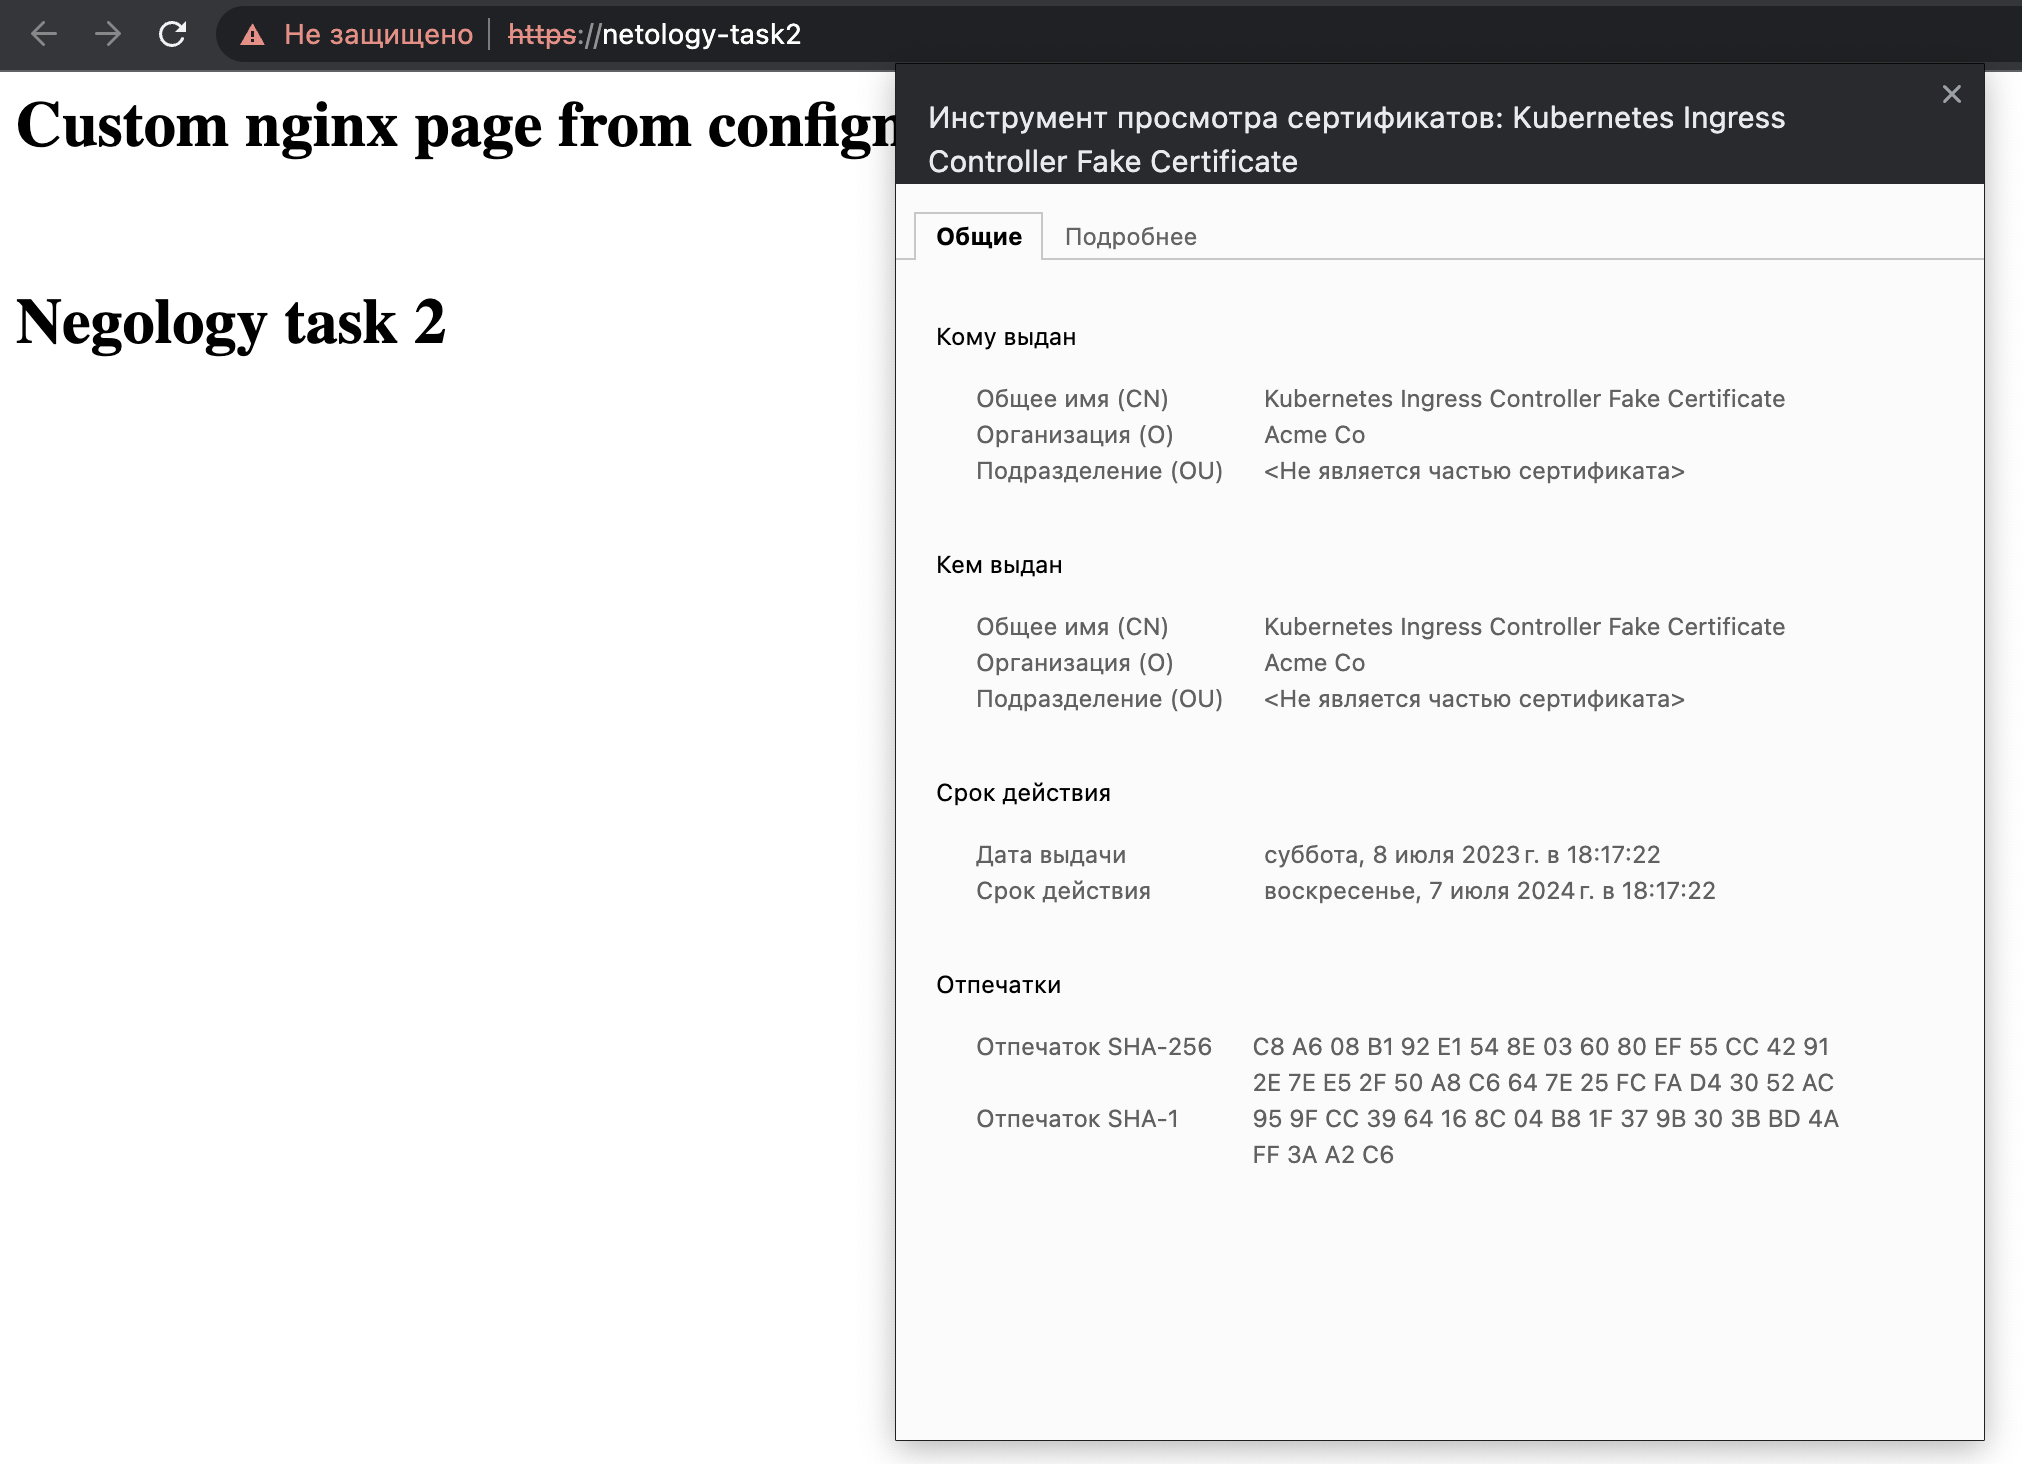 Не защищено https://netology-task2
Custom nginx page from
Negology task 2
Инструмент просмотра сертификатов: Kubernetes Ingress
Controller Fake Certificate
Общие Подробнее
Кому выдан
Общее имя (CN) Kubernetes Ingress Controller Fake Certificate
Организация (O) Acme Co
Подразделение (OU) <Не является частью сертификата>
Кем выдан
Общее имя (CN) Kubernetes Ingress Controller Fake Certificate
Организация (O) Acme Co
Подразделение (OU) <Не является частью сертификата>
Срок действия
Дата выдачи суббота, 8 июля 2023 г. в 18:17:22
Срок действия воскресенье, 7 июля 2024 г. в 18:17:22
Отпечатки
Отпечаток SHA-256 C8 A6 08 B1 92 E1 54 8E 03 60 80 EF 55 CC 42 91
2E 7E E5 2F 50 A8 C6 64 7E 25 FC FA D4 30 52 AC
Отпечаток SHA-1 95 9F CC 39 64 16 8C 04 B8 1F 37 9B 30 3B BD 4A
FF 3A A2 C6